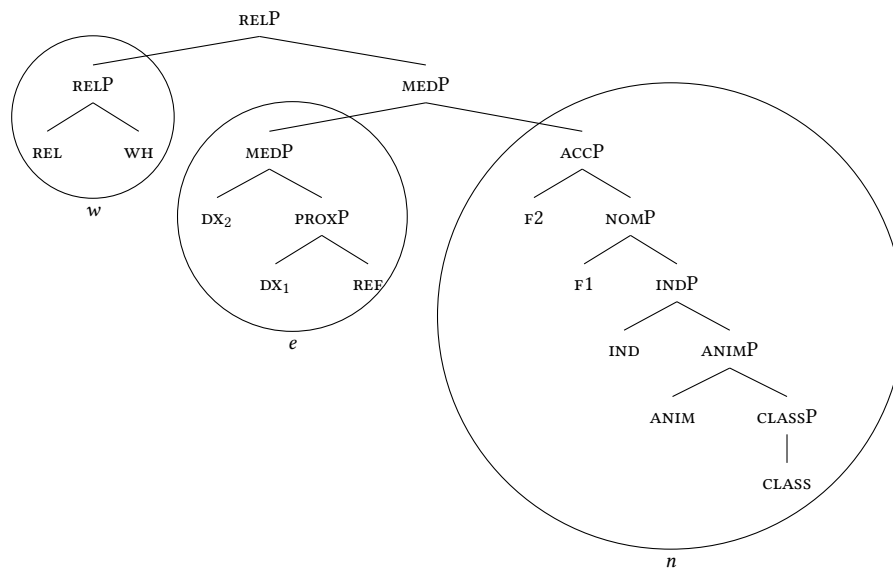 RELP
RELP MEDP
REL WH MEDP ACCP
w DX₂ PROXP F2 NOMP
DX₁ REF F1 INDP
e IND ANIMP
ANIM CLASSP
CLASS
n